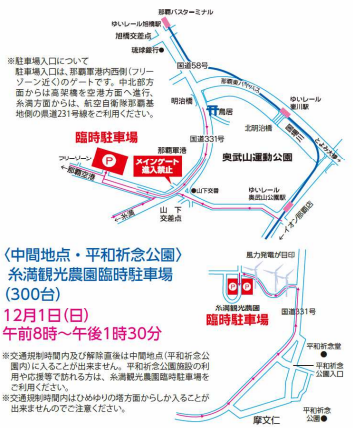 那覇バスターミナル
ゆいレール旭橋駅
旭橋交差点
琉球銀行
国道58号
※駐車場入口について
駐車場入口は、那覇軍港内西側(フリー
ゾーン近く)のゲートです。中北部方
面からは高架橋を空港方面へ進行、
糸満方面からは、航空自衛隊那覇基
地側の県道231号線をご利用ください。
明治橋
鳥居
那覇東バイパス
ゆいレール
壺川駅
北明治橋
国道331号
とよみ大橋
奥武山運動公園
臨時駐車場
那覇軍港
P
メインゲート
進入禁止
フリーゾーン
←那覇空港
山下交番
ゆいレール
奥武山公園駅
←糸満
山下
交差点
←イオン那覇店
〈中間地点・平和祈念公園〉
糸満観光農園臨時駐車場
(300台)
12月1日(日)
午前8時~午後1時30分
※交通規制時間内及び解除直後は中間地点(平和祈念公
園内)に入ることが出来ません。平和祈念公園施設の利
用や応援等で訪れる方は、糸満観光農園臨時駐車場を
ご利用ください。
※交通規制時間内はひめゆりの塔方面からしか入ることが
出来ませんのでご注意ください。
風力発電が目印
P P
糸満観光農園
臨時駐車場
国道331号
平和祈念堂
平和祈念
公園入口
摩文仁
平和祈念
公園